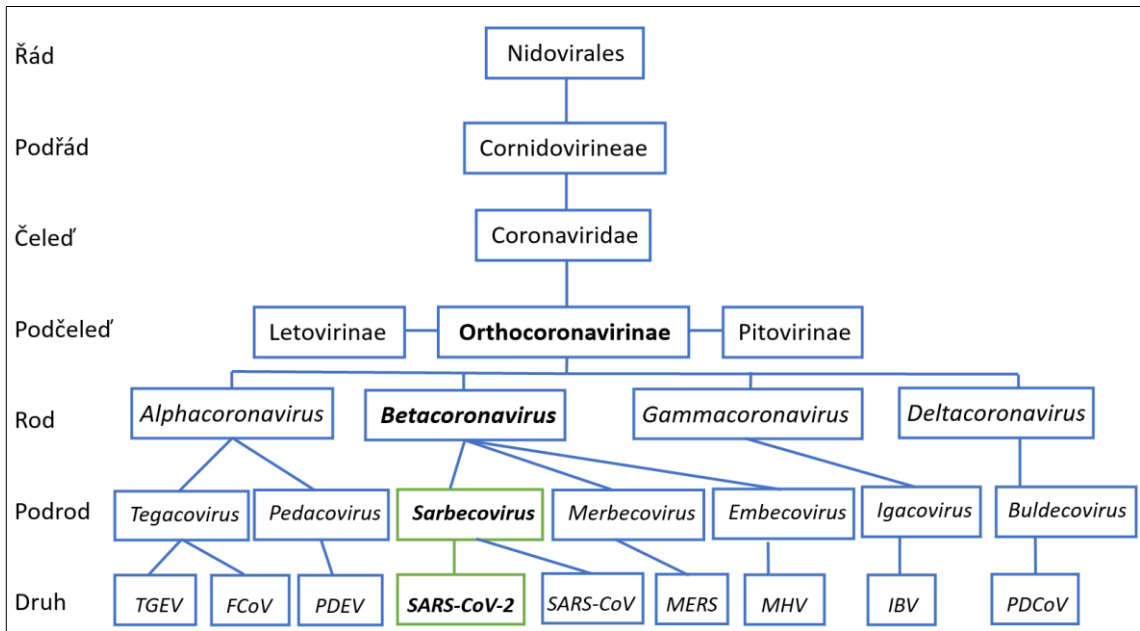 Řád
Nidovirales
Podřád
Cornidovirineae
Čeleď
Coronaviridae
Podčeleď
Letovirinae
Orthocoronavirinae
Pitovirinae
Rod
Alphacoronavirus
Betacoronavirus
Gammacoronavirus
Deltacoronavirus
Podrod
Tegacovirus
Pedacovirus
Sarbecovirus
Merbecovirus
Embecovirus
Igacovirus
Buldecovirus
Druh
TGEV
FCoV
PDEV
SARS-CoV-2
SARS-CoV
MERS
MHV
IBV
PDCoV